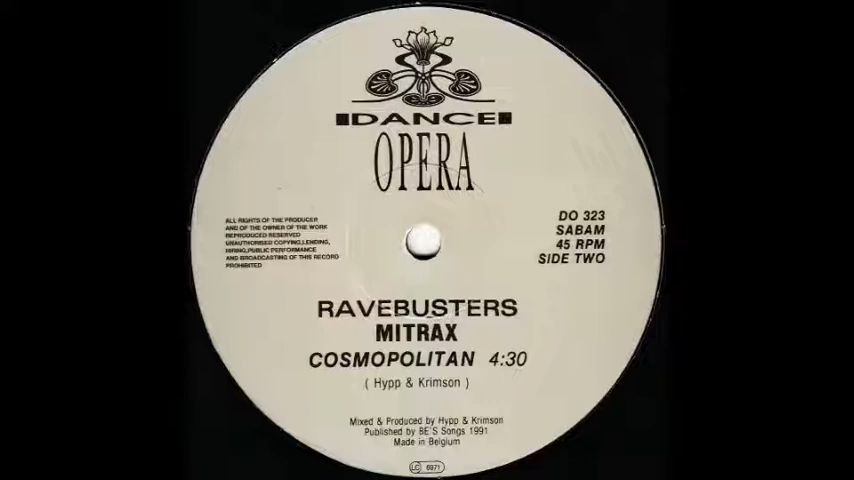 DANCE
OPERA
ALL RIGHTS OF THE PRODUCER
AND OF THE OWNER OF THE WORK
REPRODUCED RESERVED
UNAUTHORISED COPYING,LENDING,
HIRING,PUBLIC PERFORMANCE
AND BROADCASTING OF THIS RECORD
PROHIBITED
DO 323
SABAM
45 RPM
SIDE TWO
RAVEBUSTERS
MITRAX
COSMOPOLITAN 4:30
( Hypp & Krimson )
Mixed & Produced by Hypp & Krimson
Published by BE'S Songs 1991
Made in Belgium
LC 6971